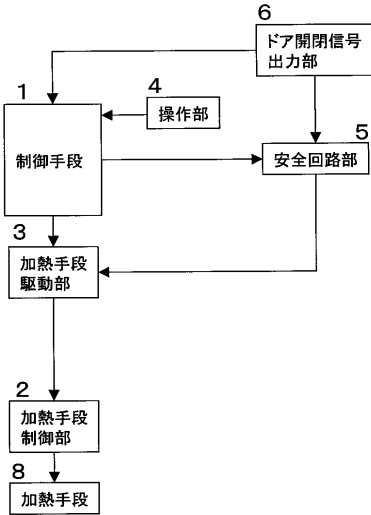 6
ドア開閉信号
出力部
1
4
操作部
5
制御手段
安全回路部
3
加熱手段
駆動部
2
加熱手段
制御部
8
加熱手段